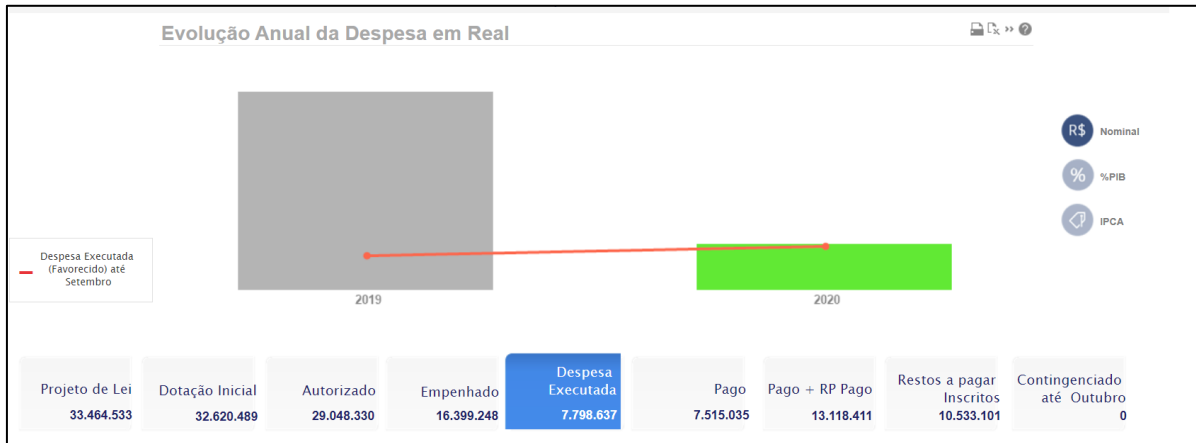 Evolução Anual da Despesa em Real
R$ Nominal
% %PIB
IPCA
Despesa Executada
(Favorecido) até
Setembro
2019 2020
Projeto de Lei
33.464.533
Dotação Inicial
32.620.489
Autorizado
29.048.330
Empenhado
16.399.248
Despesa
Executada
7.798.637
Pago
7.515.035
Pago + RP Pago
13.118.411
Restos a pagar
Inscritos
10.533.101
Contingenciado
até Outubro
0